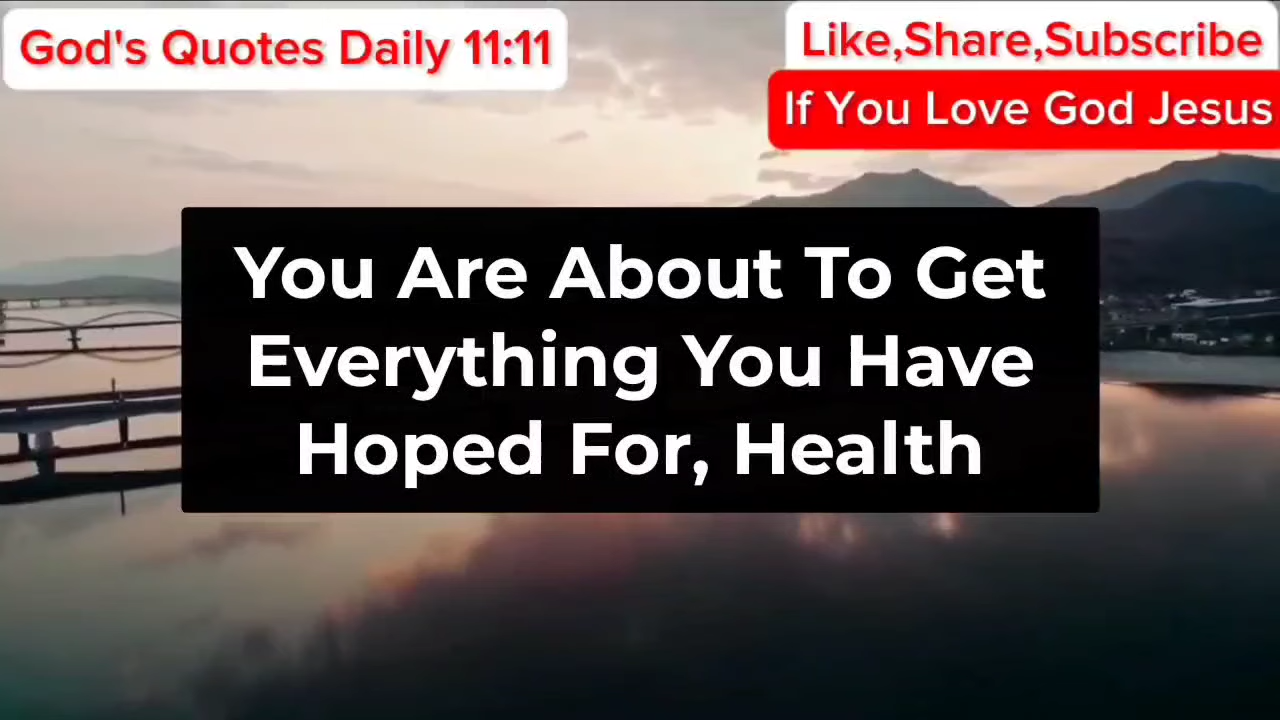 God's Quotes Daily 11:11
Like,Share,Subscribe
If You Love God Jesus
You Are About To Get
Everything You Have
Hoped For, Health